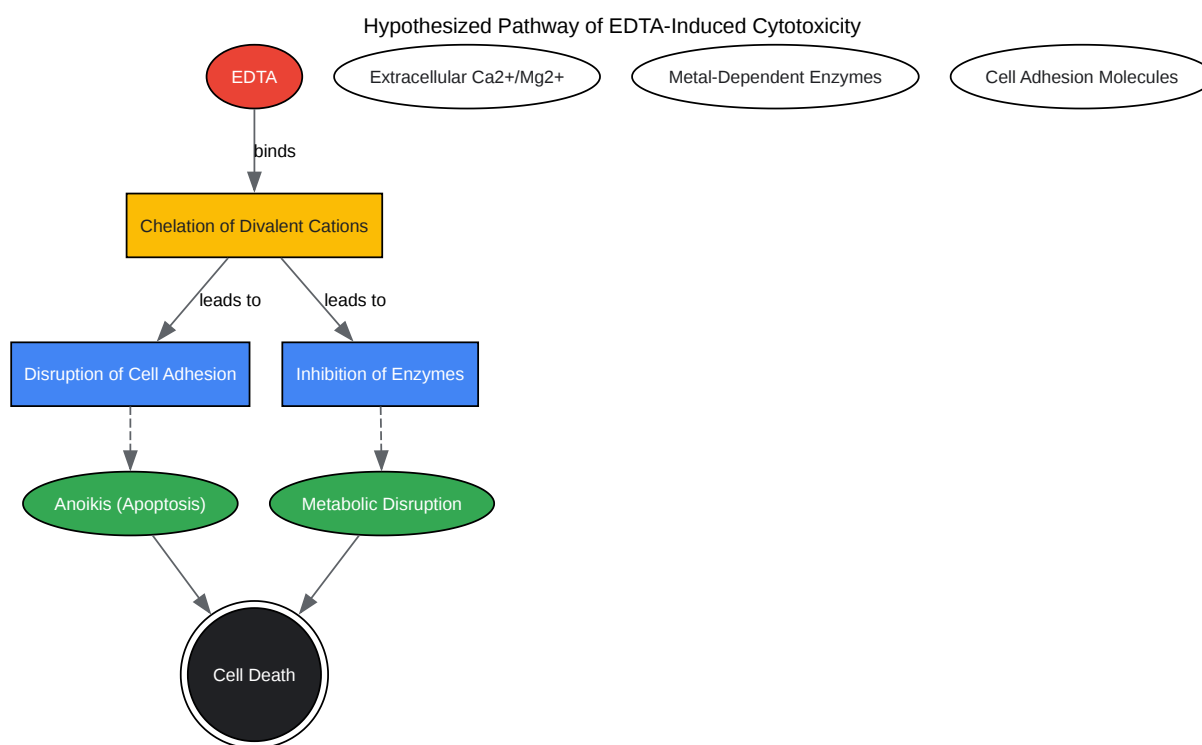 Hypothesized Pathway of EDTA-Induced Cytotoxicity
EDTA
Extracellular Ca2+/Mg2+
Metal-Dependent Enzymes
Cell Adhesion Molecules
binds
Chelation of Divalent Cations
leads to
leads to
Disruption of Cell Adhesion
Inhibition of Enzymes
Anoikis (Apoptosis)
Metabolic Disruption
Cell Death